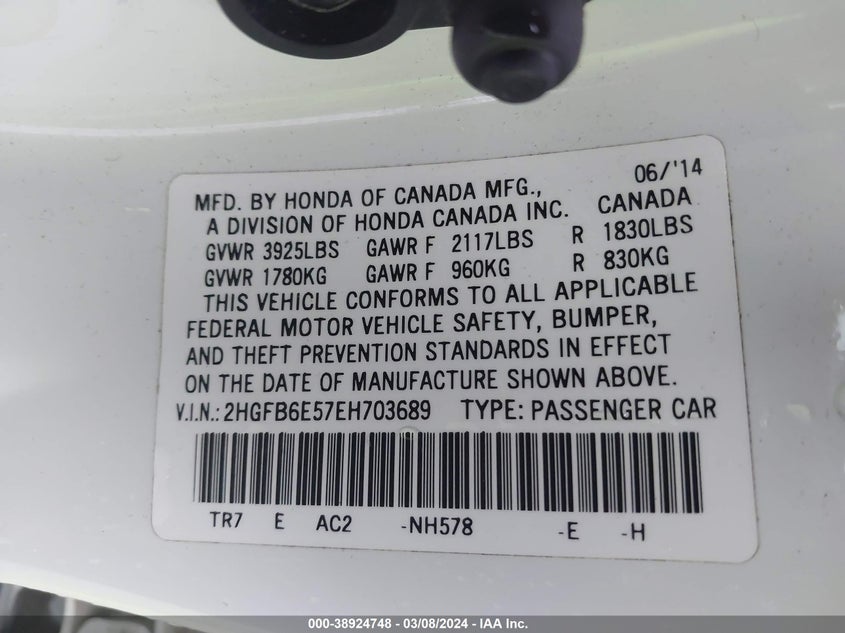 06/'14
MFD. BY HONDA OF CANADA MFG., CANADA
A DIVISION OF HONDA CANADA INC.
GVWR 3925LBS GAWR F 2117LBS R 1830LBS
GVWR 1780KG GAWR F 960KG R 830KG
THIS VEHICLE CONFORMS TO ALL APPLICABLE
FEDERAL MOTOR VEHICLE SAFETY, BUMPER,
AND THEFT PREVENTION STANDARDS IN EFFECT
ON THE DATE OF MANUFACTURE SHOWN ABOVE.
V.I.N.: 2HGFB6E57EH703689 TYPE: PASSENGER CAR
TR7 E AC2 -NH578 -E -H
000-38924748 - 03/08/2024 - IAA Inc.